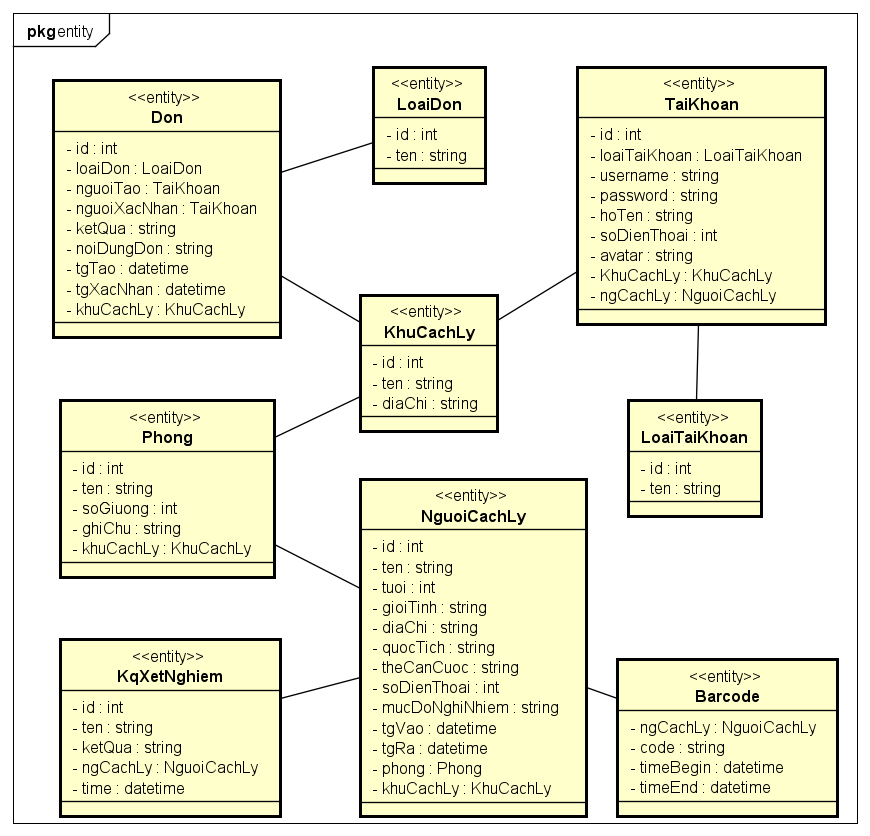 pkg entity
<<entity>>
Don
- id : int
- loaiDon : LoaiDon
- nguoiTao : TaiKhoan
- nguoiXacNhan : TaiKhoan
- ketQua : string
- noiDungDon : string
- tgTao : datetime
- tgXacNhan : datetime
- khuCachLy : KhuCachLy
<<entity>>
LoaiDon
- id : int
- ten : string
<<entity>>
TaiKhoan
- id : int
- loaiTaiKhoan : LoaiTaiKhoan
- username : string
- password : string
- hoTen : string
- soDienThoai : int
- avatar : string
- KhuCachLy : KhuCachLy
- ngCachLy : NguoiCachLy
<<entity>>
KhuCachLy
- id : int
- ten : string
- diaChi : string
<<entity>>
Phong
- id : int
- ten : string
- soGiuong : int
- ghiChu : string
- khuCachLy : KhuCachLy
<<entity>>
LoaiTaiKhoan
- id : int
- ten : string
<<entity>>
NguoiCachLy
- id : int
- ten : string
- tuoi : int
- gioiTinh : string
- diaChi : string
- quocTich : string
- theCanCuoc : string
- soDienThoai : int
- mucDoNghiNhiem : string
- tgVao : datetime
- tgRa : datetime
- phong : Phong
- khuCachLy : KhuCachLy
<<entity>>
KqXetNghiem
- id : int
- ten : string
- ketQua : string
- ngCachLy : NguoiCachLy
- time : datetime
<<entity>>
Barcode
- ngCachLy : NguoiCachLy
- code : string
- timeBegin : datetime
- timeEnd : datetime